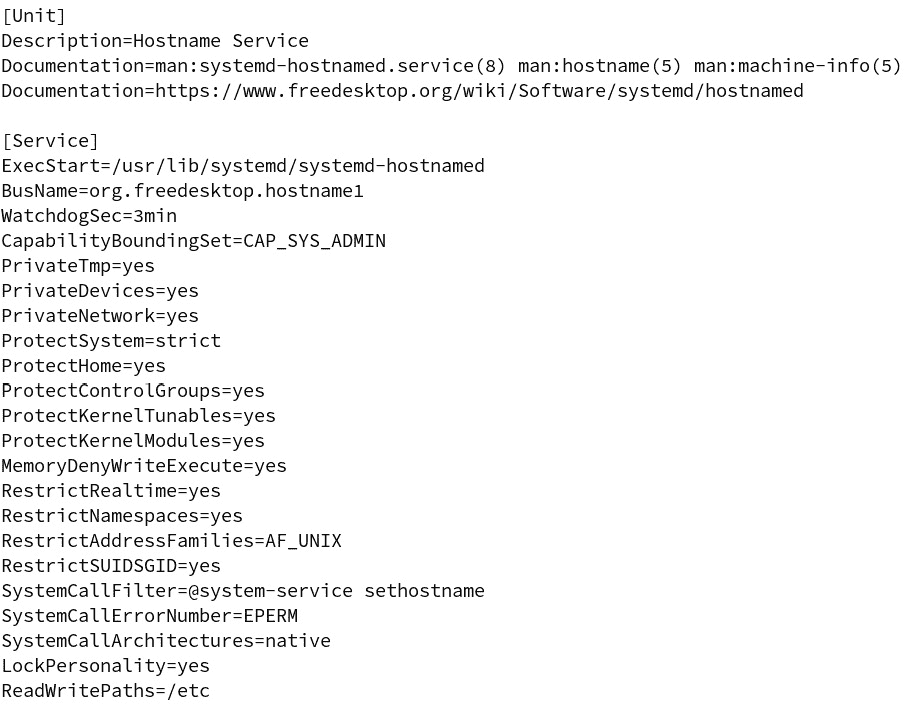 [Unit]
Description=Hostname Service
Documentation=man:systemd-hostnamed.service(8) man:hostname(5) man:machine-info(5)
Documentation=https://www.freedesktop.org/wiki/Software/systemd/hostnamed

[Service]
ExecStart=/usr/lib/systemd/systemd-hostnamed
BusName=org.freedesktop.hostname1
WatchdogSec=3min
CapabilityBoundingSet=CAP_SYS_ADMIN
PrivateTmp=yes
PrivateDevices=yes
PrivateNetwork=yes
ProtectSystem=strict
ProtectHome=yes
ProtectControlGroups=yes
ProtectKernelTunables=yes
ProtectKernelModules=yes
MemoryDenyWriteExecute=yes
RestrictRealtime=yes
RestrictNamespaces=yes
RestrictAddressFamilies=AF_UNIX
RestrictSUIDSGID=yes
SystemCallFilter=@system-service sethostname
SystemCallErrorNumber=EPERM
SystemCallArchitectures=native
LockPersonality=yes
ReadWritePaths=/etc